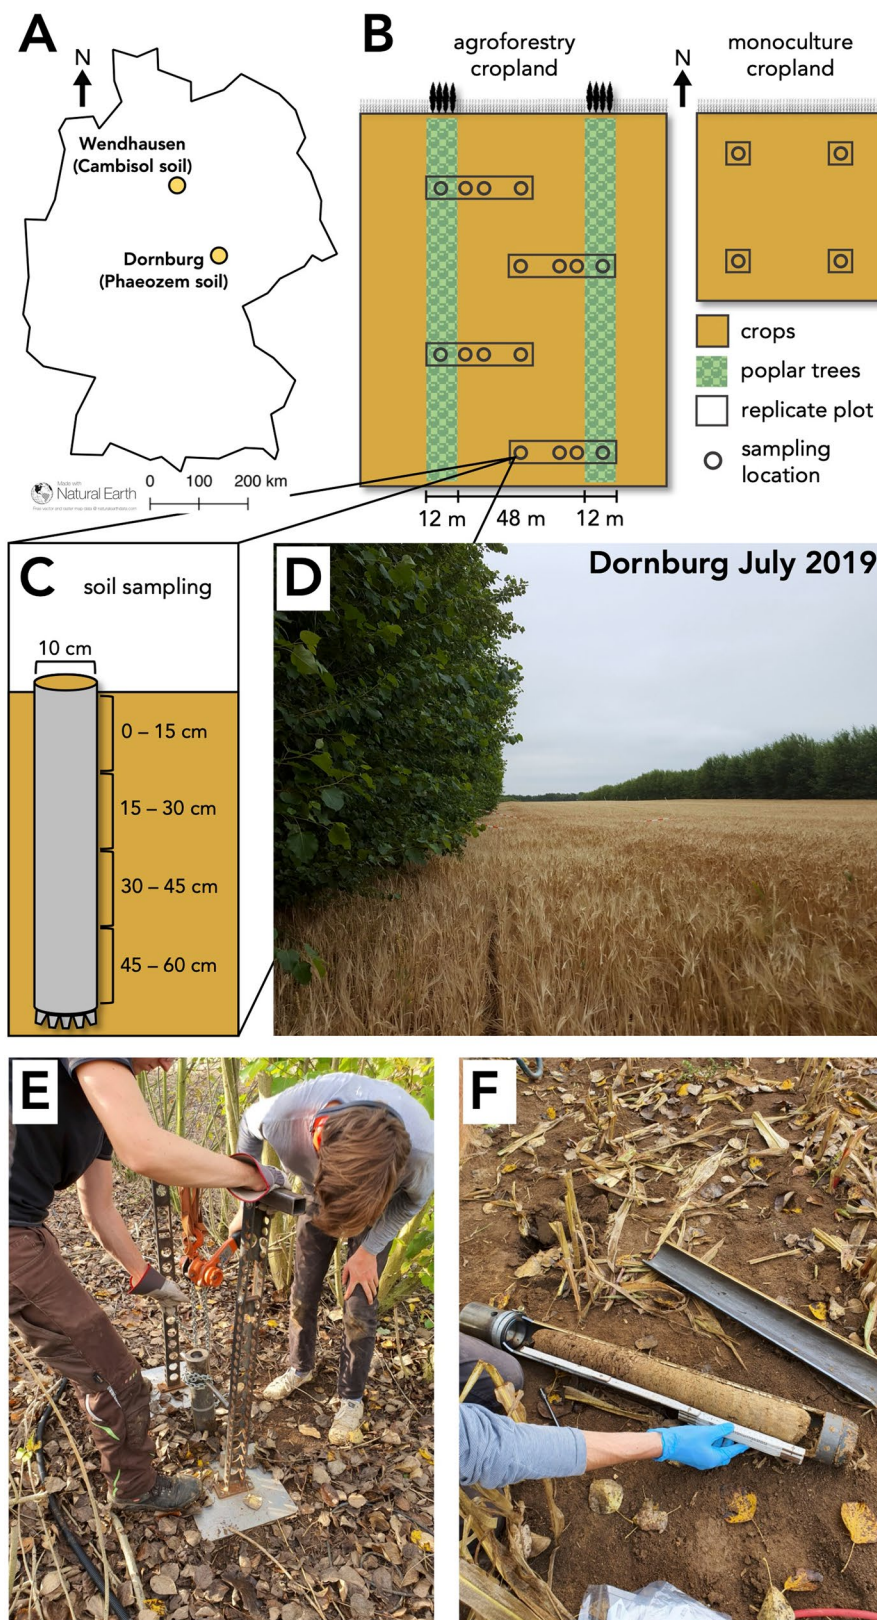 A
N
Wendhausen
(Cambisol soil)
Dornburg
(Phaeozem soil)
Made with
Natural Earth
0 100 200 km
B
agroforestry
cropland
N
monoculture
cropland
crops
poplar trees
replicate plot
sampling
location
12 m 48 m 12 m
C
soil sampling
10 cm
0 – 15 cm
15 – 30 cm
30 – 45 cm
45 – 60 cm
D
Dornburg July 2019
E
F